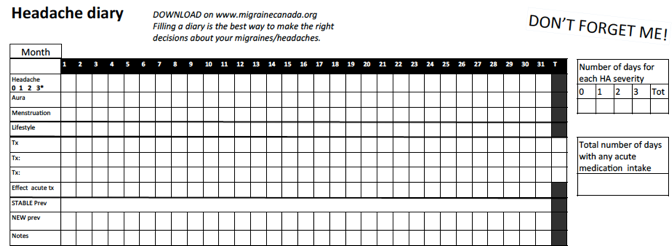 Headache diary
DOWNLOAD on www.migrainecanada.org
Filling a diary is the best way to make the right
decisions about your migraines/headaches.
DON'T FORGET ME!
Month
1 2 3 4 5 6 7 8 9 10 11 12 13 14 15 16 17 18 19 20 21 22 23 24 25 26 27 28 29 30 31 T
Headache
0 1 2 3*
Aura
Menstruation
Lifestyle
Tx
Tx:
Tx:
Effect acute tx
STABLE Prev
NEW prev
Notes
Number of days for
each HA severity
0 1 2 3 Tot
Total number of days
with any acute
medication intake